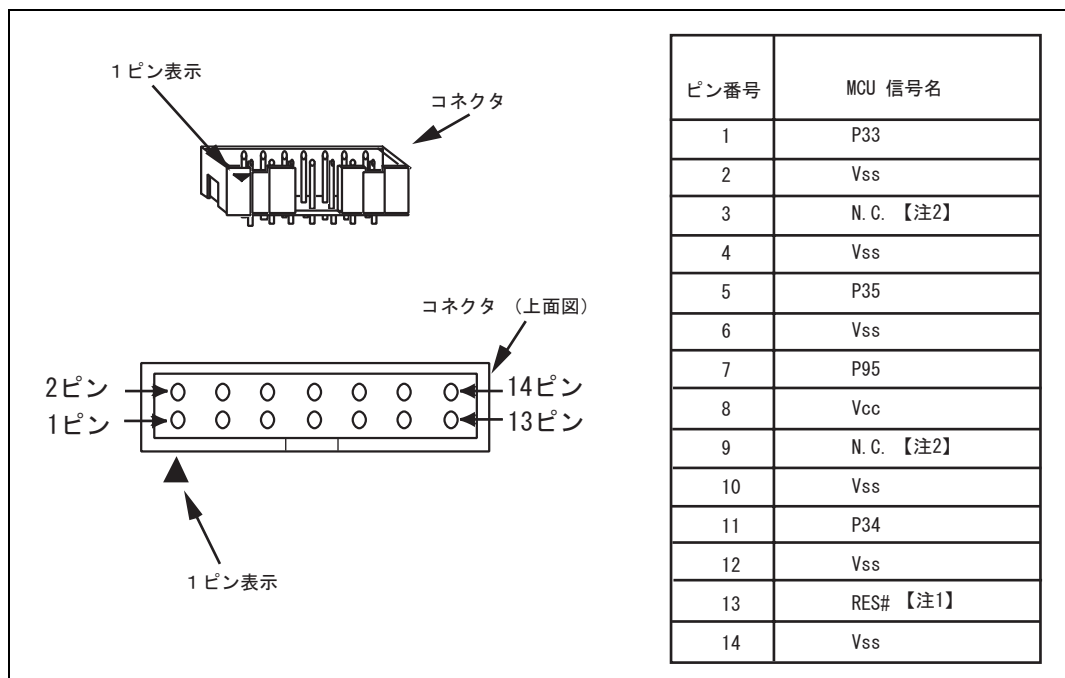 1ピン表示
コネクタ
コネクタ (上面図)
2ピン
14ピン
1ピン
13ピン
1ピン表示
ピン番号 MCU 信号名
1 P33
2 Vss
3 N.C. 【注2】
4 Vss
5 P35
6 Vss
7 P95
8 Vcc
9 N.C. 【注2】
10 Vss
11 P34
12 Vss
13 RES# 【注1】
14 Vss